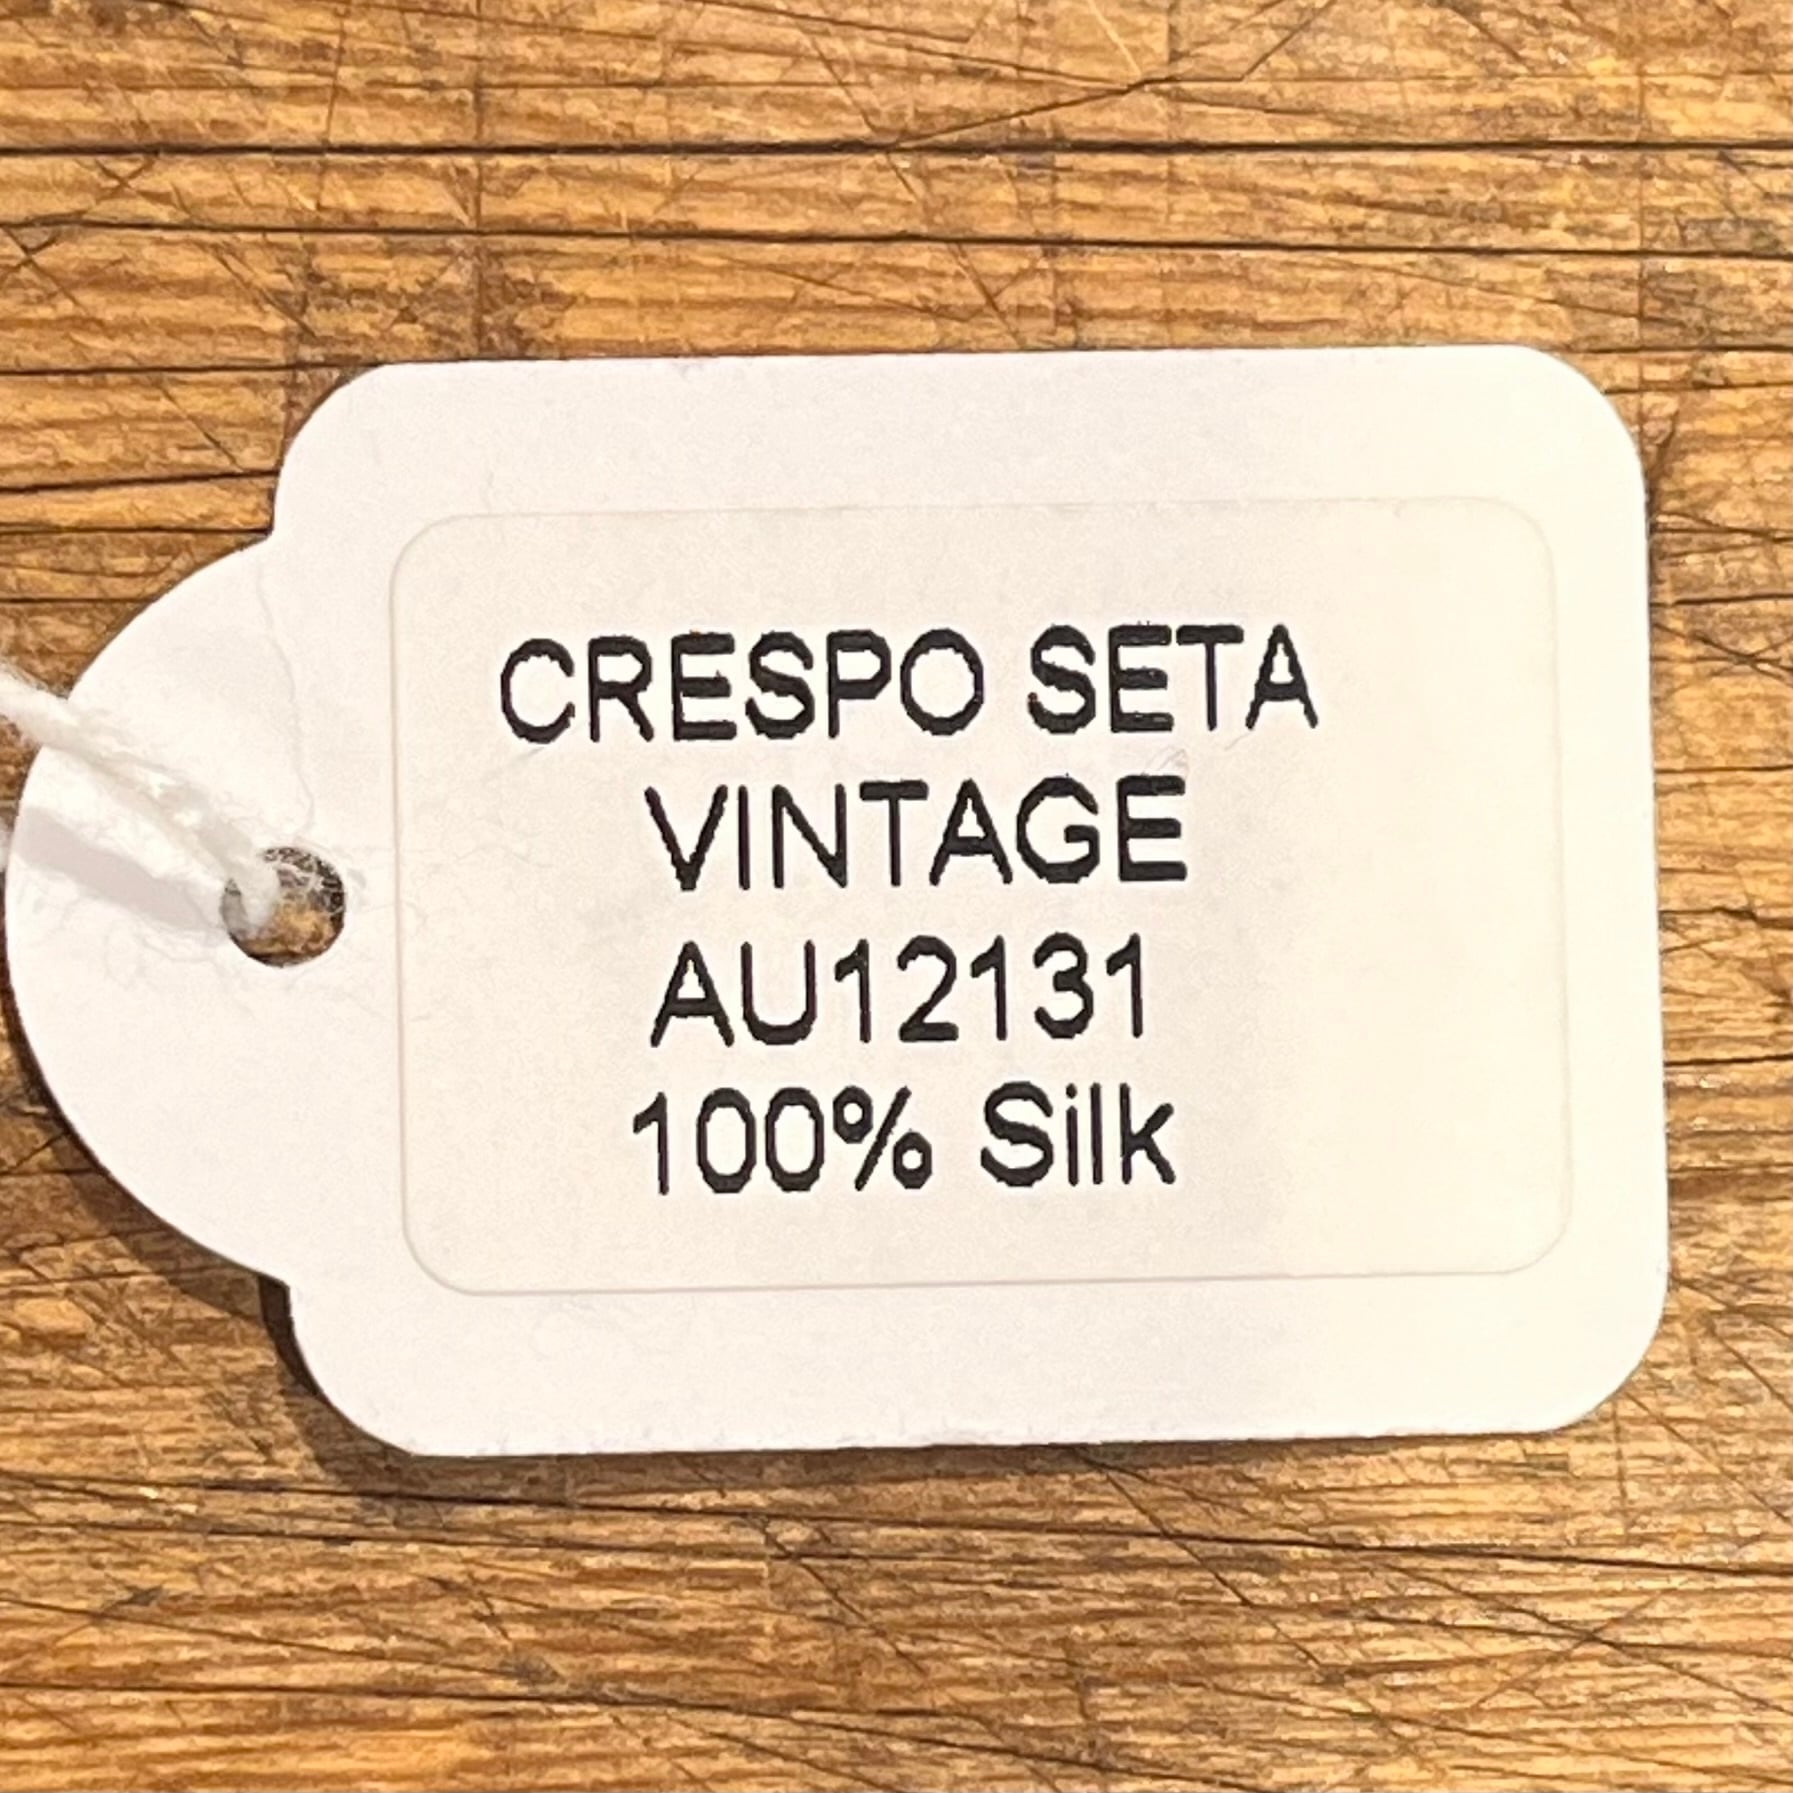 CRESPO SETA
VINTAGE
AU12131
100% Silk